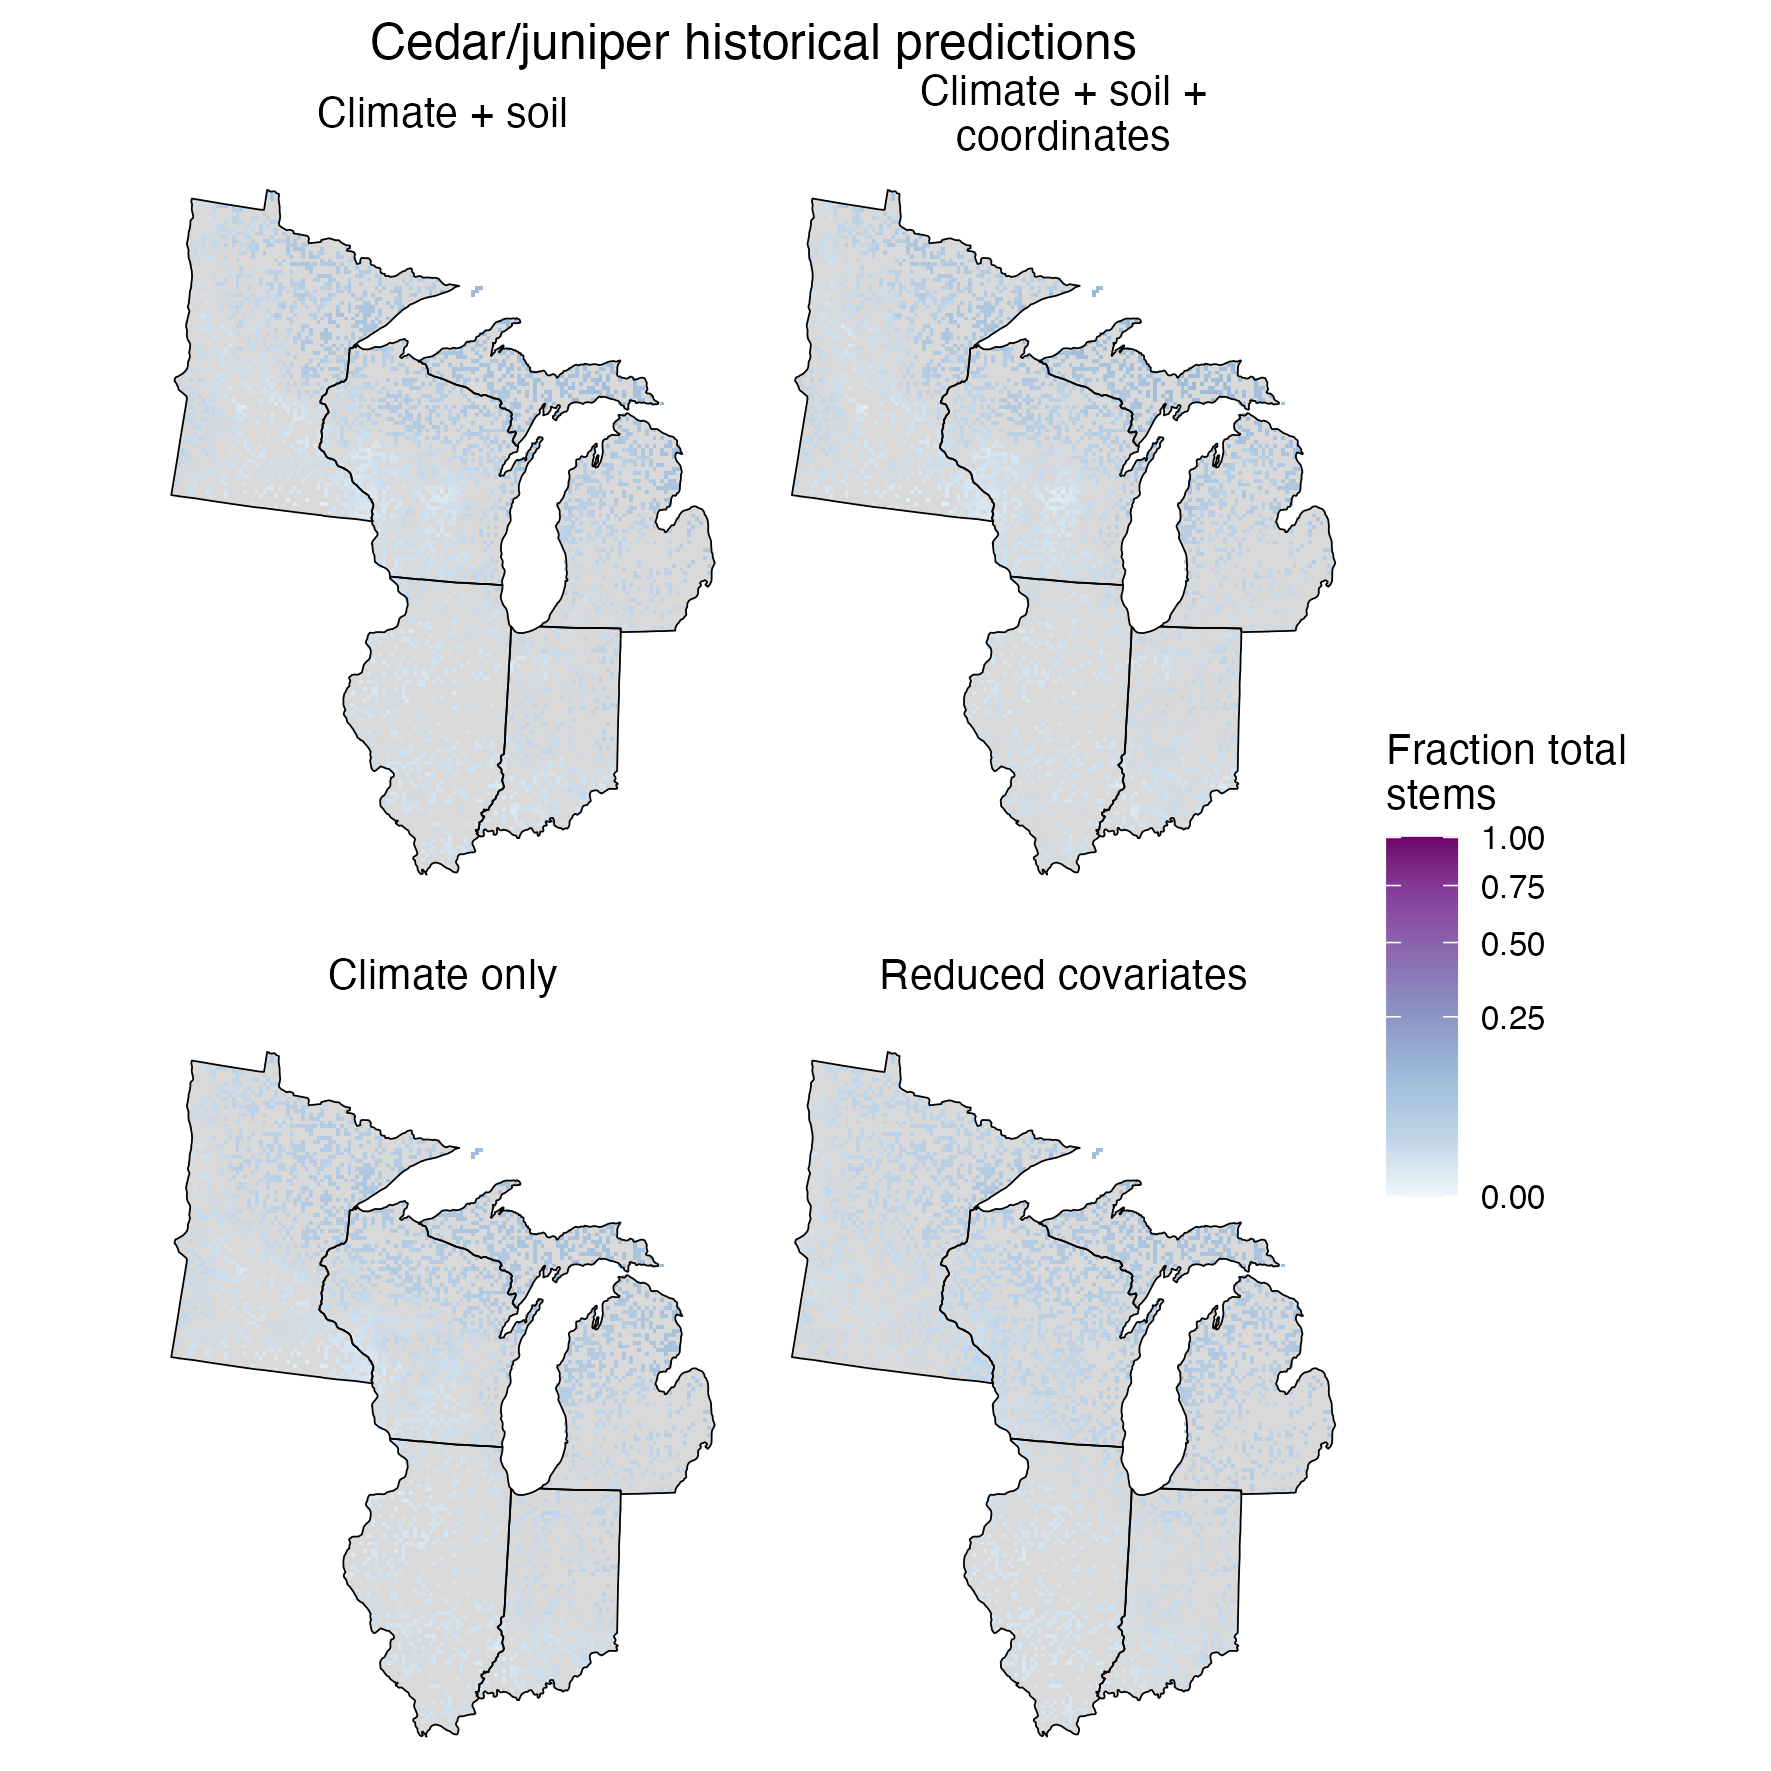 Cedar/juniper historical predictions
Climate + soil
Climate + soil +
coordinates
Climate only
Reduced covariates
Fraction total
stems
1.00
0.75
0.50
0.25
0.00